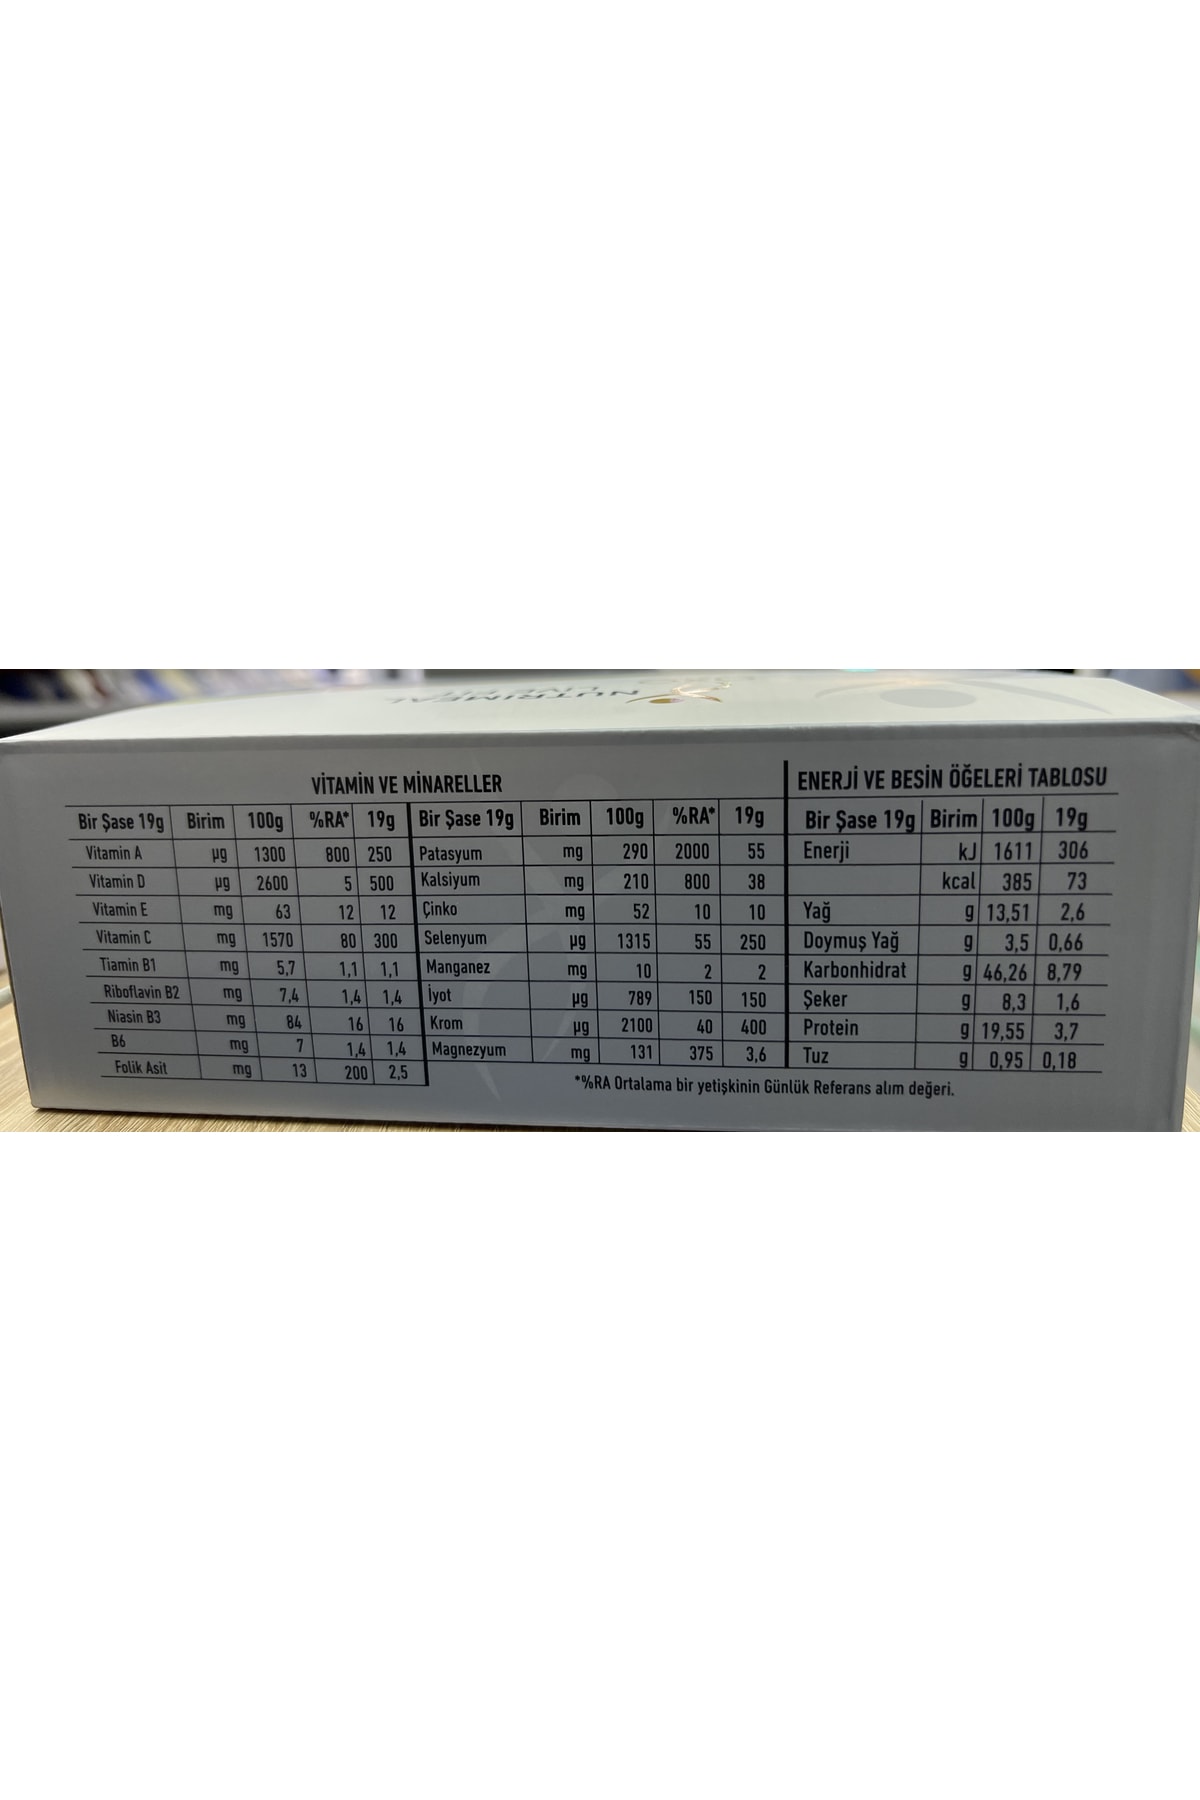 NUTRIMEAL
VİTAMİN VE MİNARELLER
Bir Şase 19g Birim 100g %RA* 19g
Vitamin A µg 1300 800 250
Vitamin D µg 2600 5 500
Vitamin E mg 63 12 12
Vitamin C mg 1570 80 300
Tiamin B1 mg 5,7 1,1 1,1
Riboflavin B2 mg 7,4 1,4 1,4
Niasin B3 mg 84 16 16
B6 mg 7 1,4 1,4
Folik Asit mg 13 200 2,5
Bir Şase 19g Birim 100g %RA* 19g
Patasyum mg 290 2000 55
Kalsiyum mg 210 800 38
Çinko mg 52 10 10
Selenyum µg 1315 55 250
Manganez mg 10 2 2
İyot µg 789 150 150
Krom µg 2100 40 400
Magnezyum mg 131 375 3,6
ENERJİ VE BESİN ÖĞELERİ TABLOSU
Bir Şase 19g Birim 100g 19g
Enerji kJ 1611 306
kcal 385 73
Yağ g 13,51 2,6
Doymuş Yağ g 3,5 0,66
Karbonhidrat g 46,26 8,79
Şeker g 8,3 1,6
Protein g 19,55 3,7
Tuz g 0,95 0,18
*%RA Ortalama bir yetişkinin Günlük Referans alım değeri.